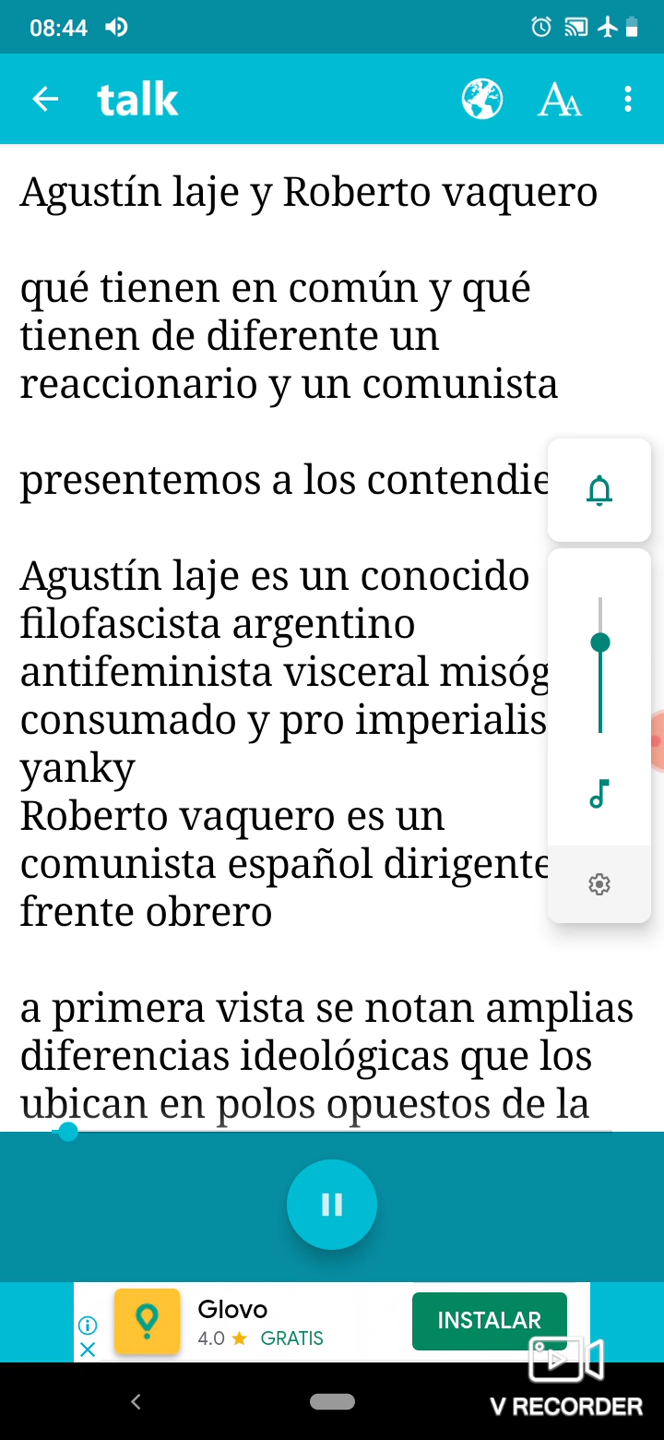 08:44
talk
Agustín laje y Roberto vaquero
qué tienen en común y qué
tienen de diferente un
reaccionario y un comunista
presentemos a los
Agustín laje es un conocido
filofascista argentino
antifeminista visceral
consumado y pro
yanky
Roberto vaquero es un
comunista español dirigente
frente obrero
a primera vista se notan amplias
diferencias ideológicas que los
ubican en polos opuestos de la
Glovo
4.0 ★ GRATIS
INSTALAR
V RECORDER